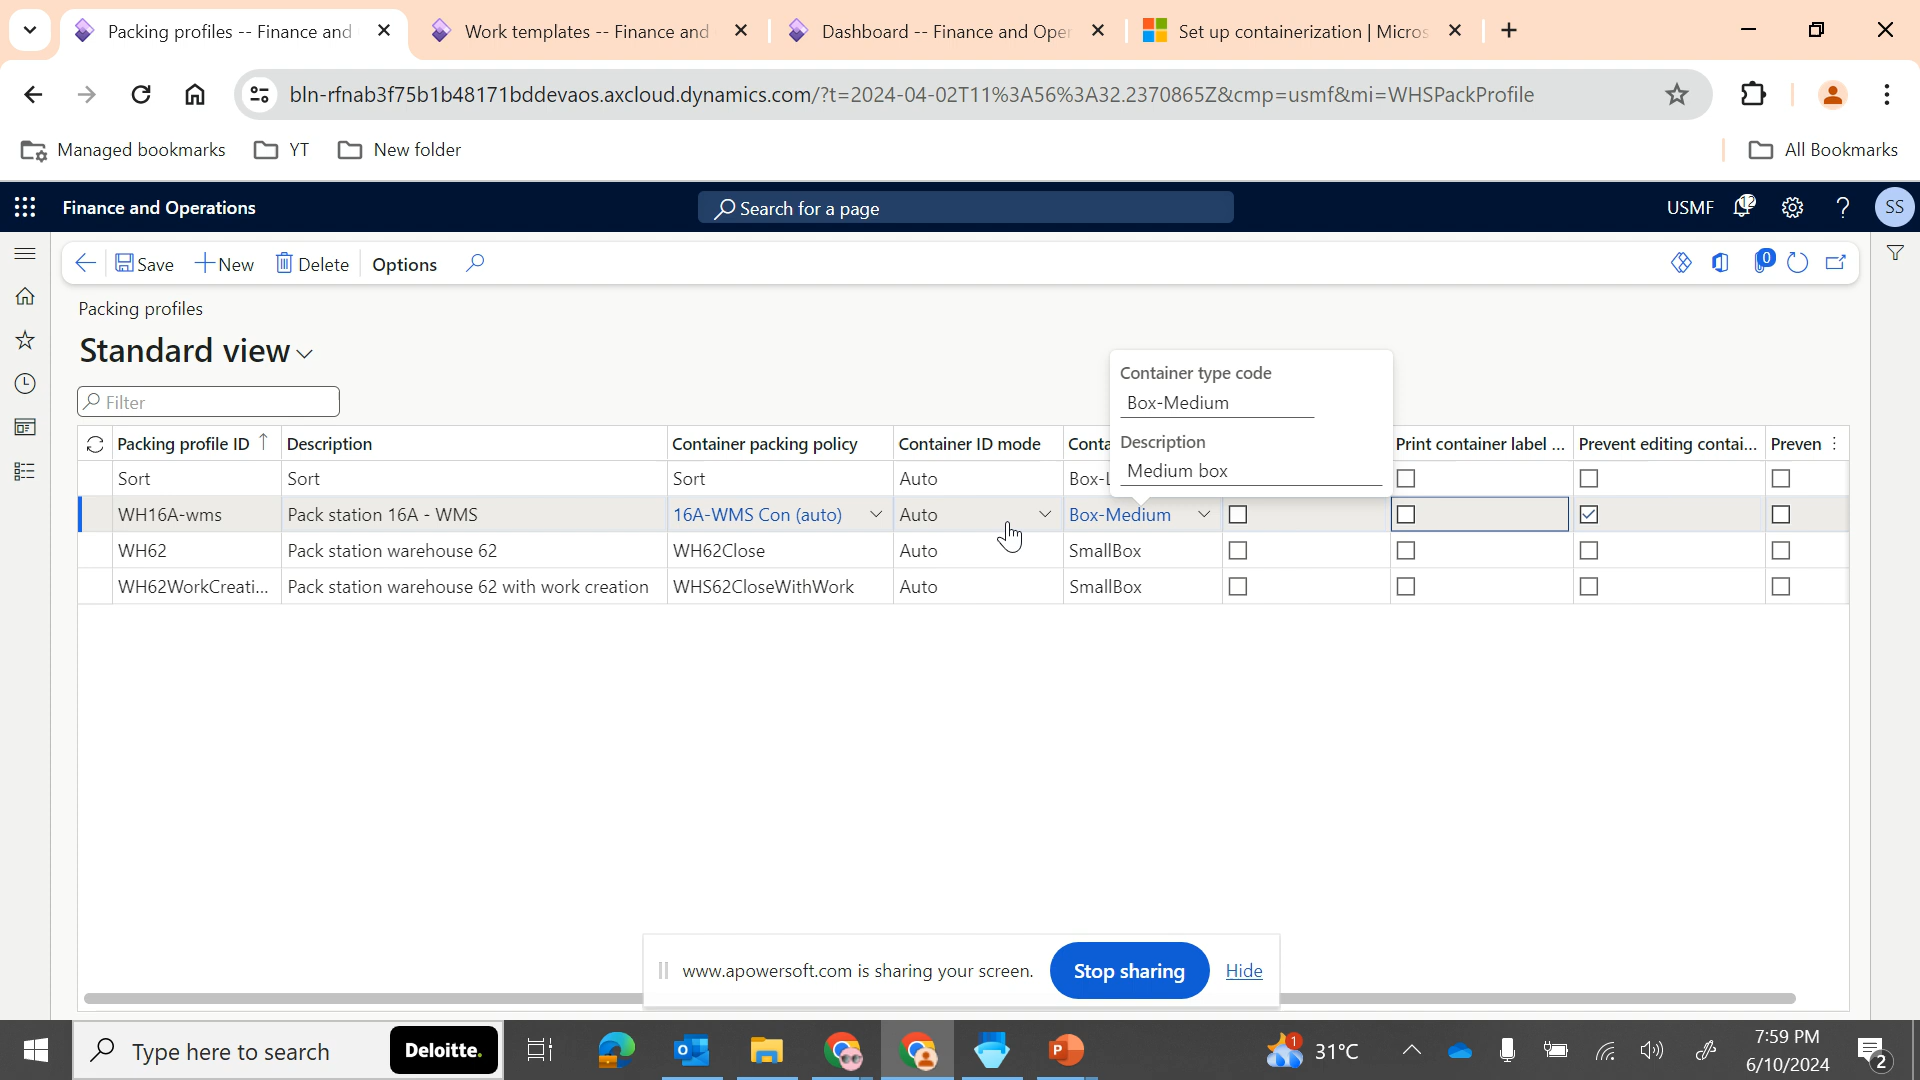 Packing profiles -- Finance and
Work templates -- Finance and
Dashboard -- Finance and Oper
Set up containerization | Micros
bln-rfnab3f75b1b48171bddevaos.axcloud.dynamics.com/?t=2024-04-02T11%3A56%3A32.2370865Z&cmp=usmf&mi=WHSPackProfile
Managed bookmarks
YT
New folder
All Bookmarks
Finance and Operations
Search for a page
USMF
12
SS
Save
New
Delete
Options
0
Packing profiles
Standard view
Filter
Container type code
Box-Medium
Description
Medium box
Packing profile ID Description Container packing policy Container ID mode Conta Print container label ... Prevent editing contai... Preven
Sort Sort Sort Auto Box-L
WH16A-wms Pack station 16A - WMS 16A-WMS Con (auto) Auto Box-Medium
WH62 Pack station warehouse 62 WH62Close Auto SmallBox
WH62WorkCreati... Pack station warehouse 62 with work creation WHS62CloseWithWork Auto SmallBox
www.apowersoft.com is sharing your screen.
Stop sharing
Hide
Type here to search
Deloitte.
1
31°C
7:59 PM
6/10/2024
2